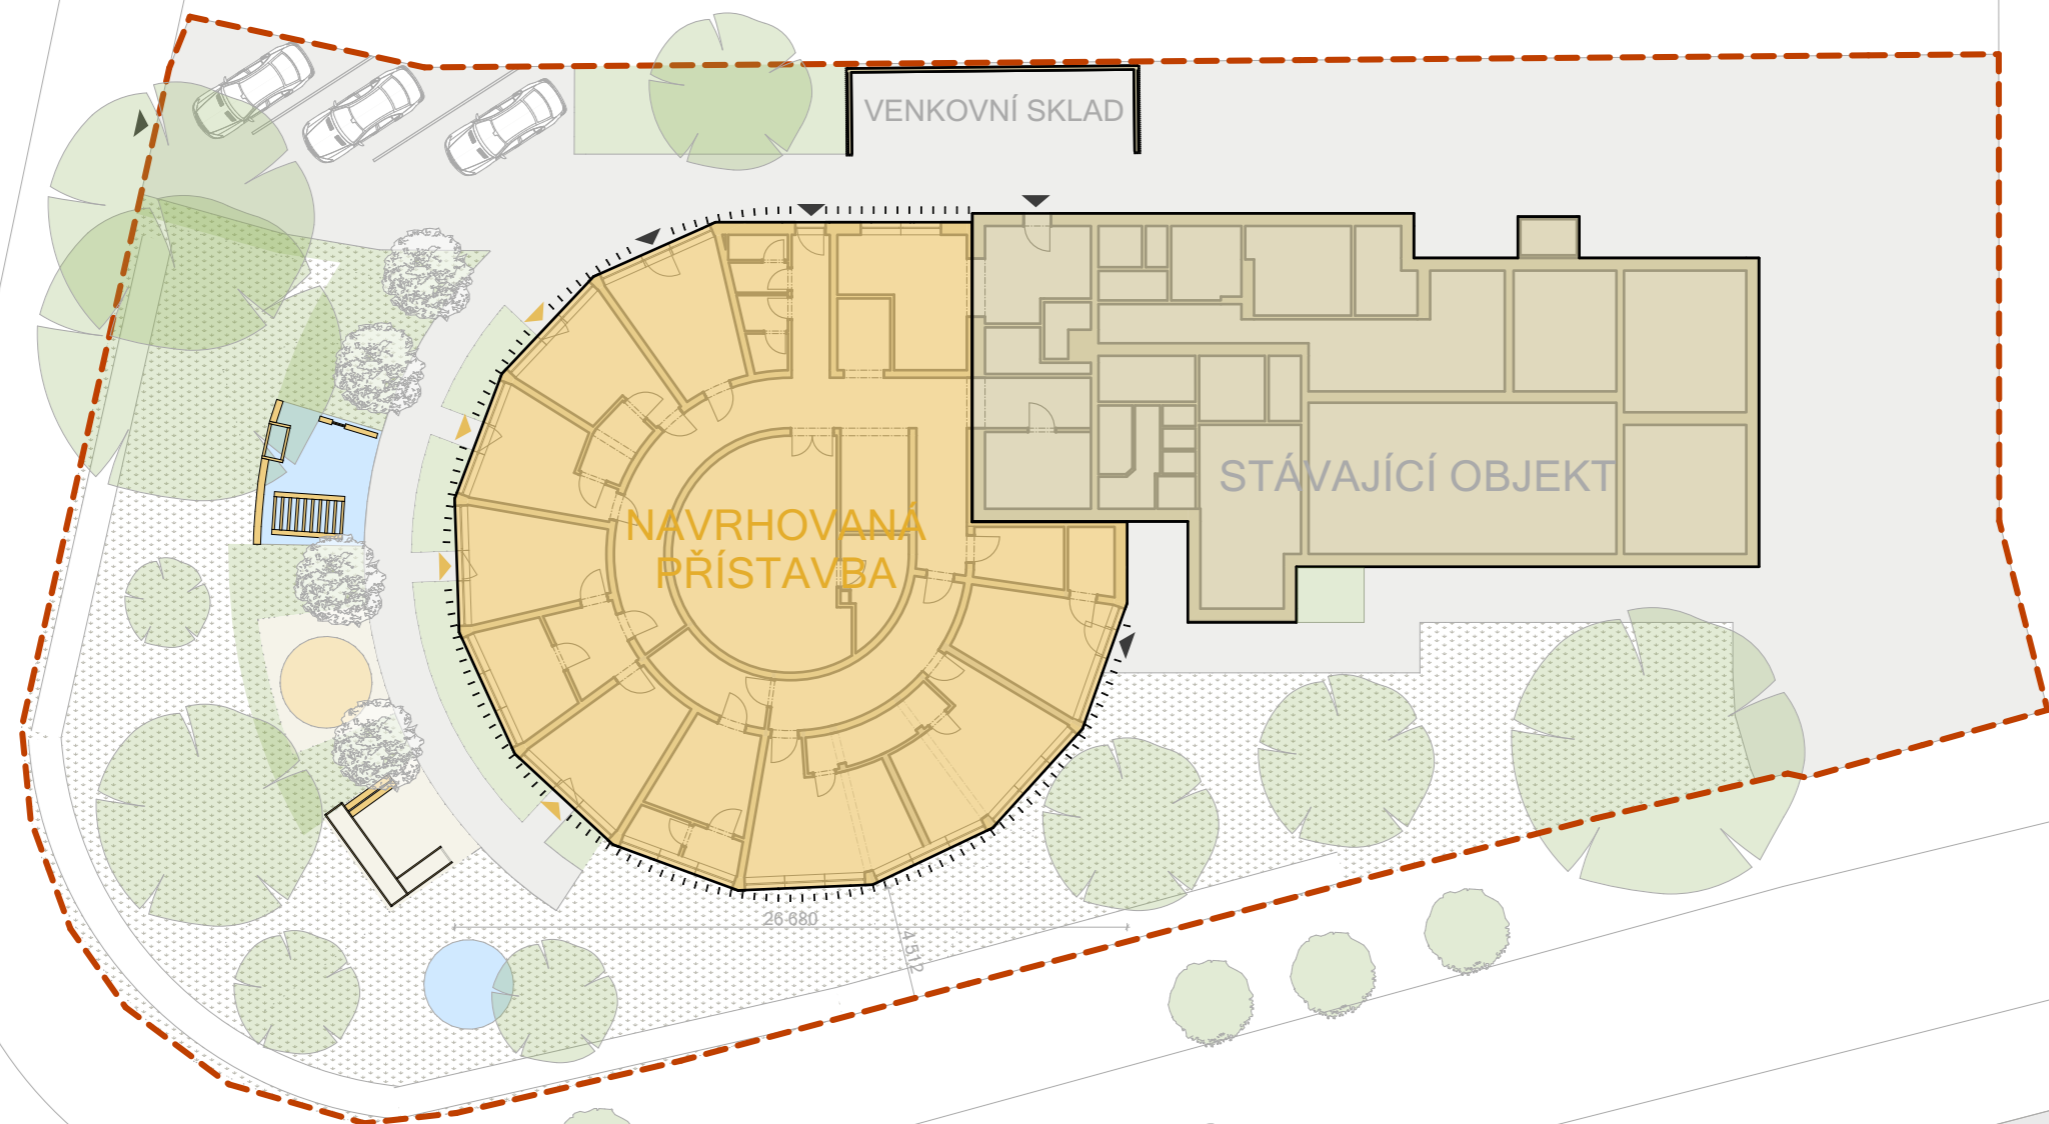 VENKOVNÍ SKLAD
STÁVAJÍCÍ OBJEKT
NAVRHOVANÁ
PŘÍSTAVBA
26 680
4 512